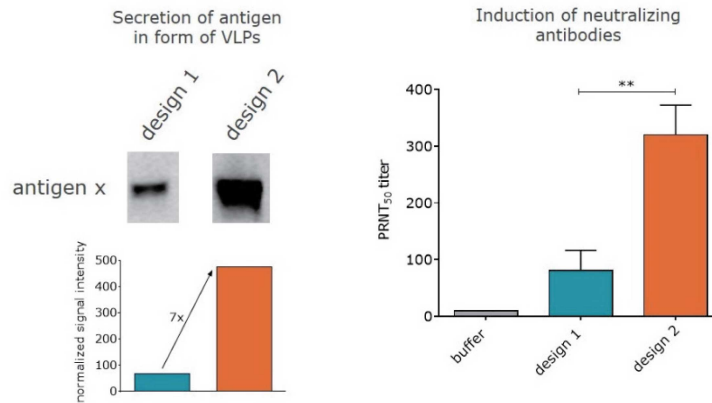 Secretion of antigen
in form of VLPs
design 1
design 2
antigen x
normalized signal intensity
500
400
300
200
100
0
7x
Induction of neutralizing
antibodies
PRNT50 titer
400
300
200
100
0
**
buffer
design 1
design 2